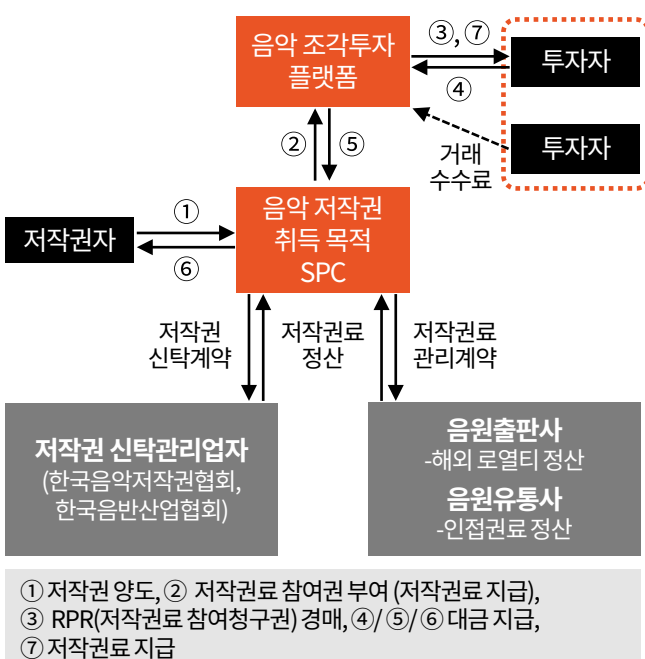 음악 조각투자
플랫폼
③, ⑦
④
투자자
투자자
거래
수수료
②
⑤
저작권자
①
⑥
음악 저작권
취득 목적
SPC
저작권
신탁계약
저작권료
정산
저작권료
관리계약
저작권 신탁관리업자
(한국음악저작권협회,
한국음반산업협회)
음원출판사
-해외 로열티 정산
음원유통사
-인접권료 정산
① 저작권 양도, ② 저작권료 참여권 부여 (저작권료 지급),
③ RPR(저작권료 참여청구권) 경매, ④/ ⑤/ ⑥ 대금 지급,
⑦ 저작권료 지급